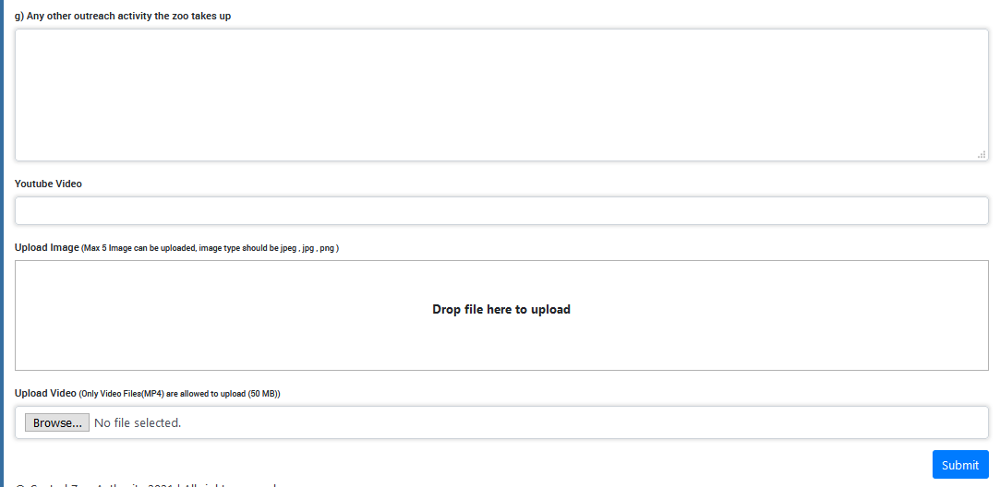 g) Any other outreach activity the zoo takes up
Youtube Video
Upload Image (Max 5 Image can be uploaded, image type should be jpeg , jpg , png )
Drop file here to upload
Upload Video (Only Video Files(MP4) are allowed to upload (50 MB))
Browse... No file selected.
Submit